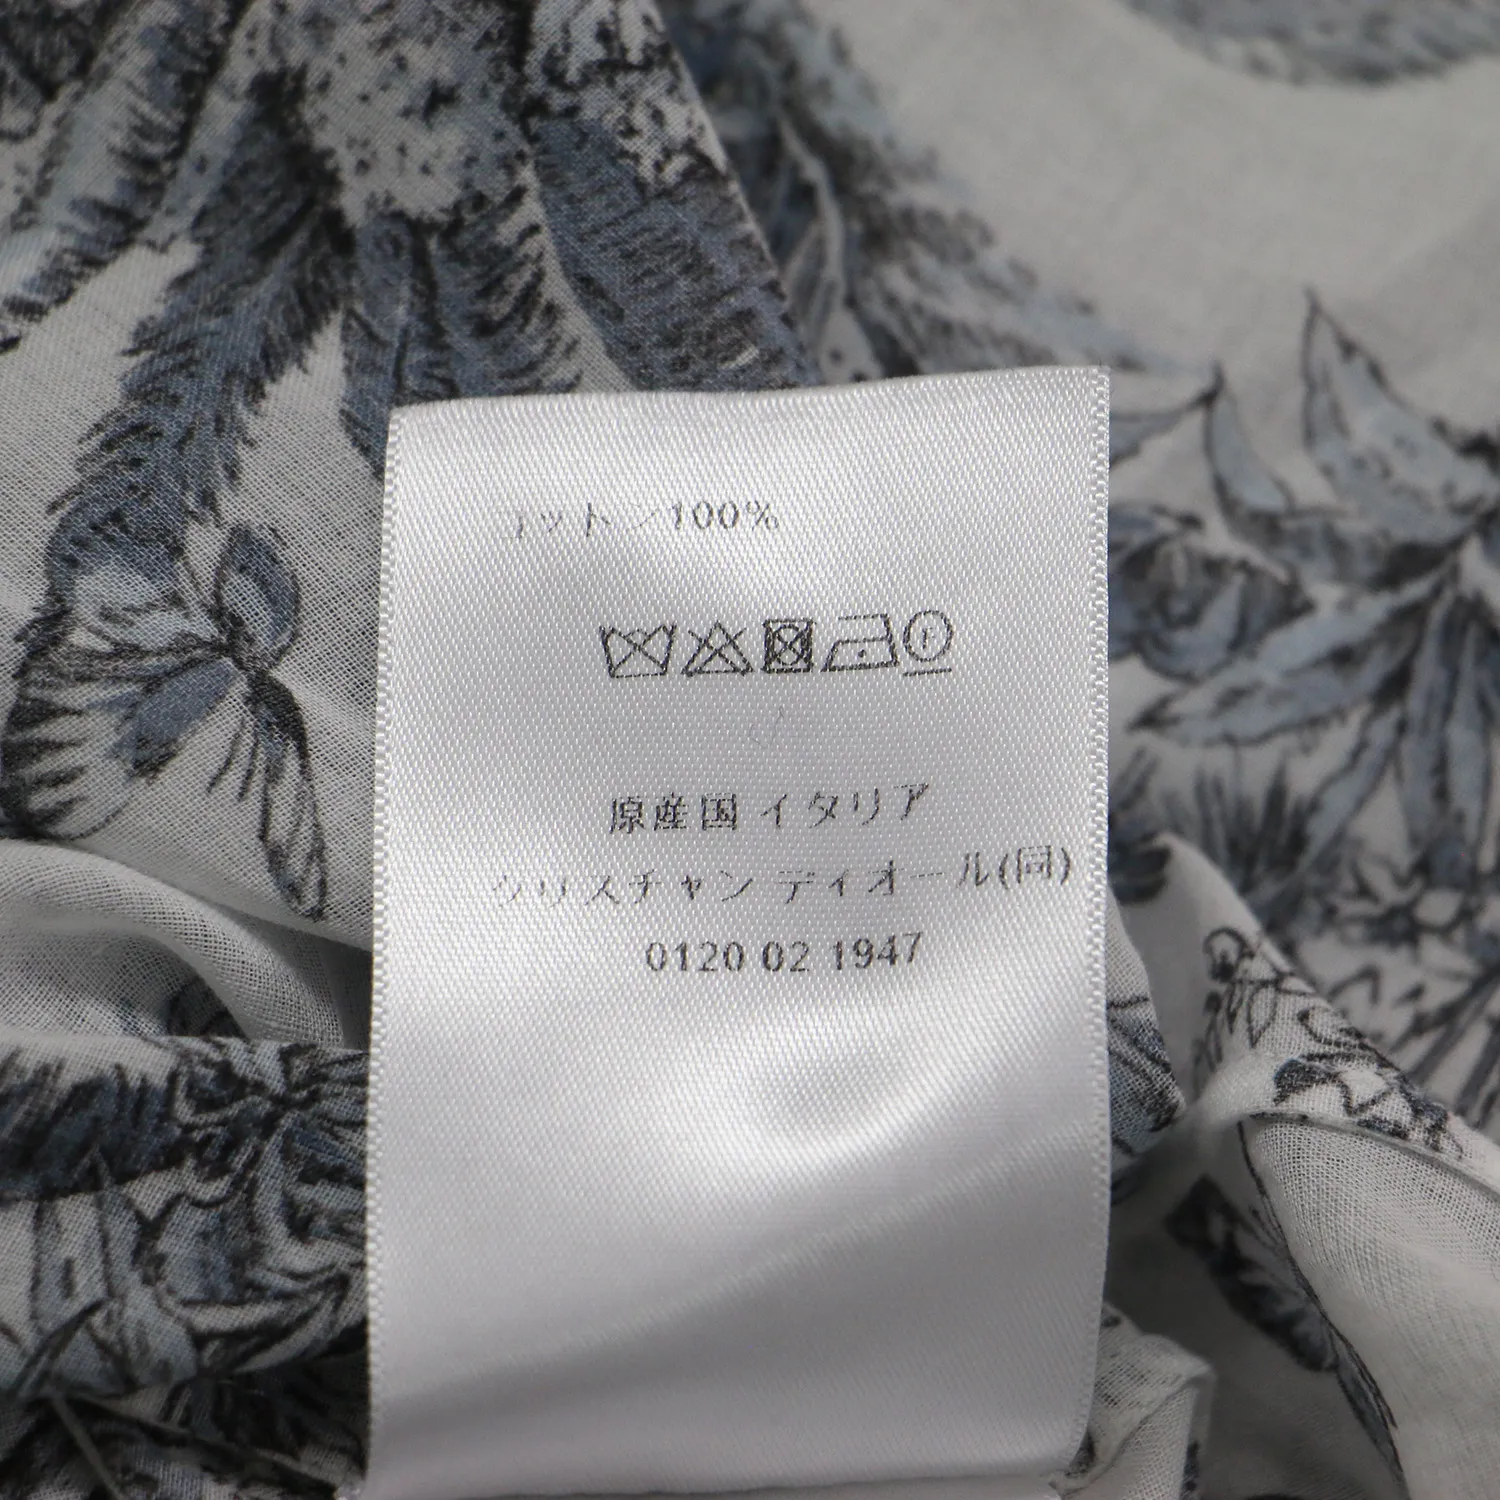 コットン100%
F
原産国 イタリア
クリスチャン ディオール(同)
0120 02 1947